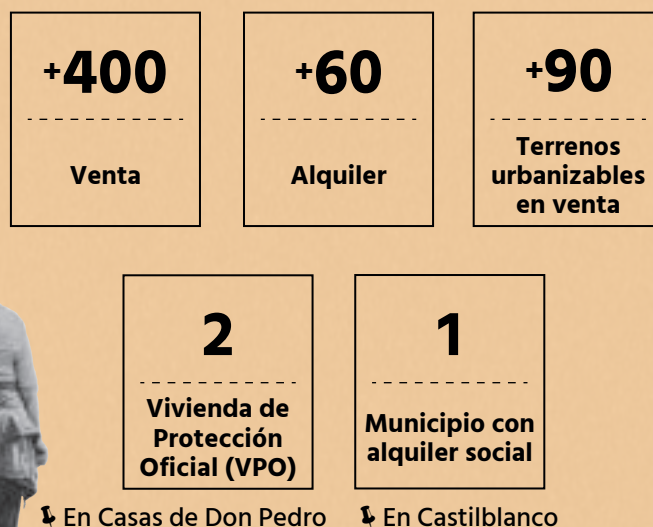 +400
Venta
+60
Alquiler
+90
Terrenos
urbanizables
en venta
2
Vivienda de
Protección
Oficial (VPO)
En Casas de Don Pedro
1
Municipio con
alquiler social
En Castilblanco